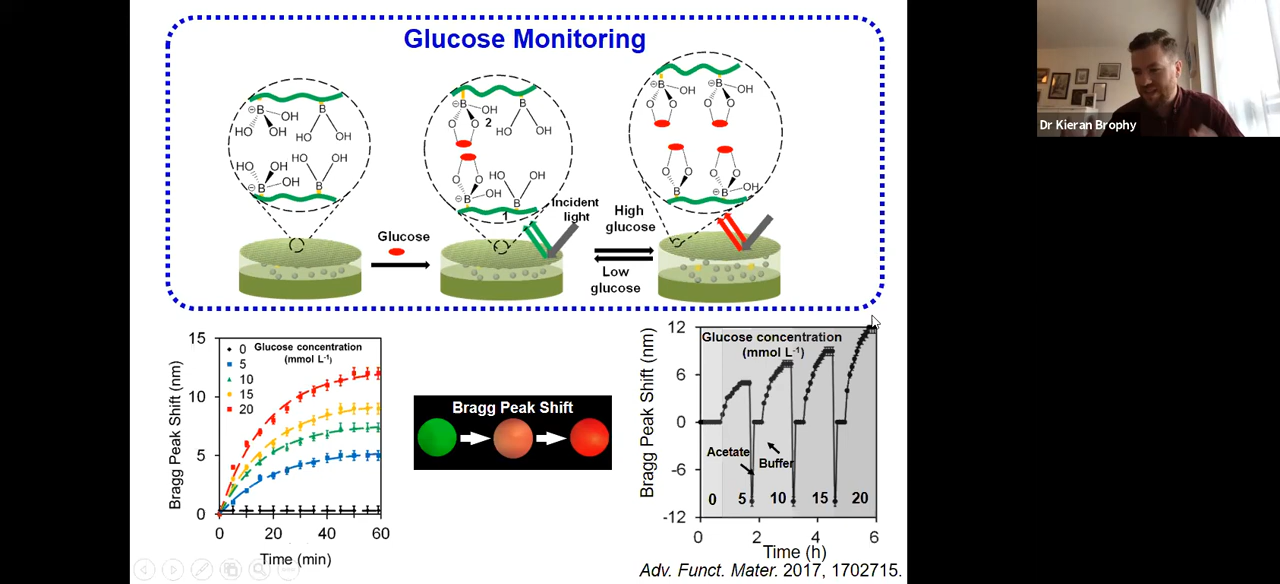 Glucose Monitoring
⊖B
OH
HO
OH
B
HO
OH
HO
OH
OH
⊖B
HO
OH
B
⊖B
OH
O
O
2
B
HO
OH
O
O
⊖B
OH
HO
OH
B
1
⊖B
OH
O
O
⊖B
OH
O
O
O
O
B
O
O
⊖B
OH
Glucose
Incident
light
High
glucose
Low
glucose
Bragg Peak Shift (nm)
15
10
5
0
Glucose concentration
(mmol L⁻¹)
0
5
10
15
20
0
20
40
60
Time (min)
Bragg Peak Shift
Bragg Peak Shift (nm)
12
6
0
-6
-12
Glucose concentration
(mmol L⁻¹)
Acetate
Buffer
0 5 10 15 20
0 2 4 6
Time (h)
Adv. Funct. Mater. 2017, 1702715.
Dr Kieran Brophy